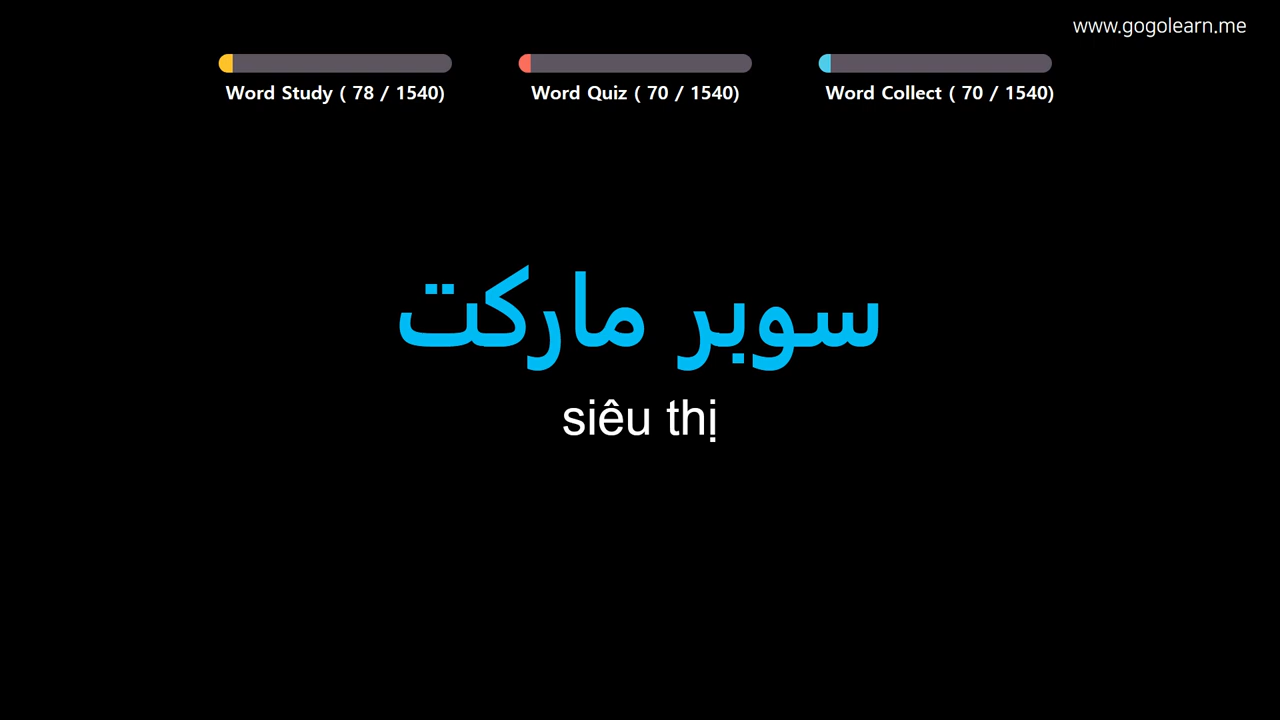 www.gogolearn.me
Word Study ( 78 / 1540)
Word Quiz ( 70 / 1540)
Word Collect ( 70 / 1540)
سوبر ماركت
siêu thị